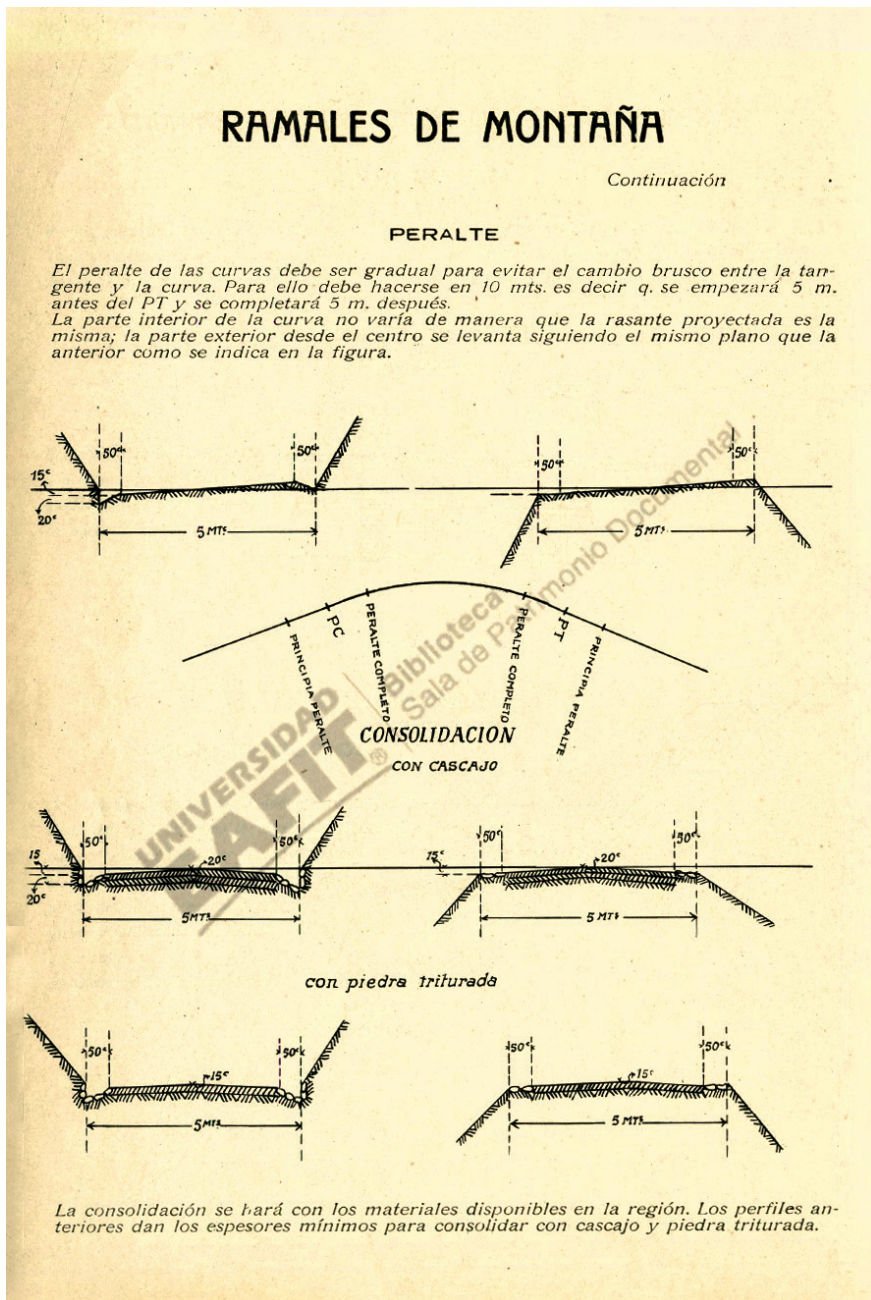 RAMALES DE MONTAÑA
Continuación
PERALTE
El peralte de las curvas debe ser gradual para evitar el cambio brusco entre la tan-
gente y la curva. Para ello debe hacerse en 10 mts. es decir q. se empezará 5 m.
antes del PT y se completará 5 m. después.
La parte interior de la curva no varía de manera que la rasante proyectada es la
misma; la parte exterior desde el centro se levanta siguiendo el mismo plano que la
anterior como se indica en la figura.
50c
50c
15c
20c
5 MTS.
50c
50c
5 MTS
PRINCIPIA PERALTE
PC
PERALTE COMPLETO
PERALTE COMPLETO
PT
PRINCIPIA PERALTE
UNIVERSIDAD
EAFIT®
Biblioteca
Sala de Patrimonio Documental
CONSOLIDACION
CON CASCAJO
50c
50c
15
20c
20c
5 MTS
50c
50c
15c
20c
5 MTS
con piedra triturada
50c
50c
15c
5 MTS
50c
50c
15c
5 MTS
La consolidación se hará con los materiales disponibles en la región. Los perfiles an-
teriores dan los espesores mínimos para consolidar con cascajo y piedra triturada.